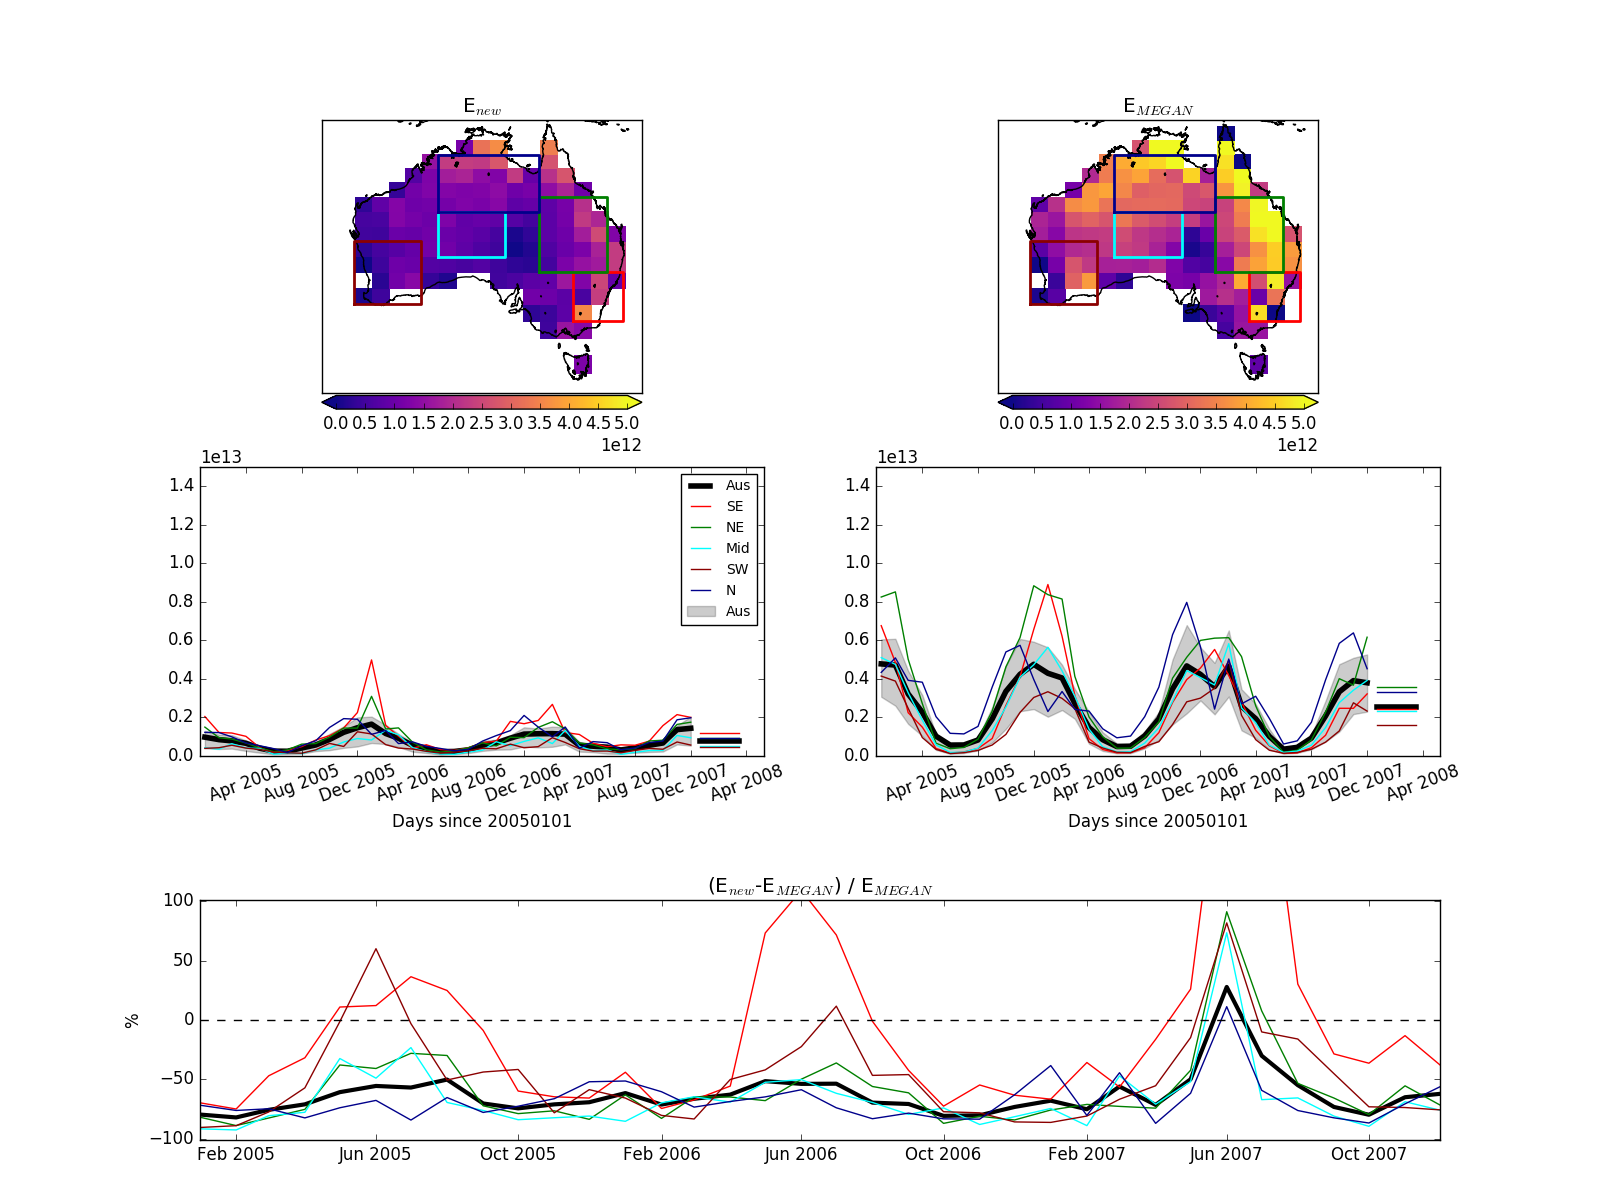 E_new E_MEGAN
0.0 0.5 1.0 1.5 2.0 2.5 3.0 3.5 4.0 4.5 5.0
1e12
0.0 0.5 1.0 1.5 2.0 2.5 3.0 3.5 4.0 4.5 5.0
1e12
1e13
1.4
1.2
1.0
0.8
0.6
0.4
0.2
0.0
Aus
SE
NE
Mid
SW
N
Aus
Apr 2005 Aug 2005 Dec 2005 Apr 2006 Aug 2006 Dec 2006 Apr 2007 Aug 2007 Dec 2007 Apr 2008
Days since 20050101
1e13
1.4
1.2
1.0
0.8
0.6
0.4
0.2
0.0
Apr 2005 Aug 2005 Dec 2005 Apr 2006 Aug 2006 Dec 2006 Apr 2007 Aug 2007 Dec 2007 Apr 2008
Days since 20050101
(E_new-E_MEGAN) / E_MEGAN
%
100
50
0
−50
−100
Feb 2005 Jun 2005 Oct 2005 Feb 2006 Jun 2006 Oct 2006 Feb 2007 Jun 2007 Oct 2007